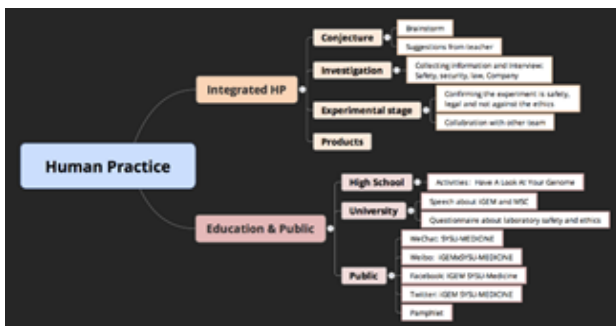 Human Practice
Integrated HP
Conjecture
Brainstorm
Suggestions from teacher
Investigation
Collecting information and interview:
Safety, security, law, Company
Experimental stage
Confirming the experiment is safety,
legal and not against the ethics
Collabration with other team
Products
Education & Public
High School
Activities: Have A Look At Your Genome
University
Speech about iGEM and MSC
Questionnaire about laboratory safety and ethics
Public
WeChat: SYSU-MEDICINE
Weibo: iGEMxSYSU-MEDICINE
Facebook: IGEM SYSU-Medicine
Twitter: iGEM SYSU-MEDICINE
Pamphlet